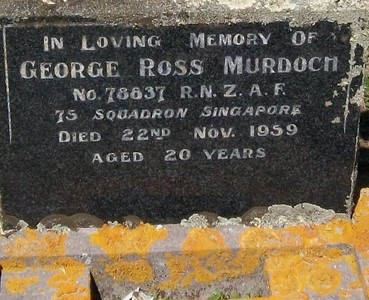 In Loving Memory Of
George Ross Murdoch
No. 78837 R.N.Z.A.F.
75 Squadron Singapore
Died 22nd Nov. 1959
Aged 20 Years